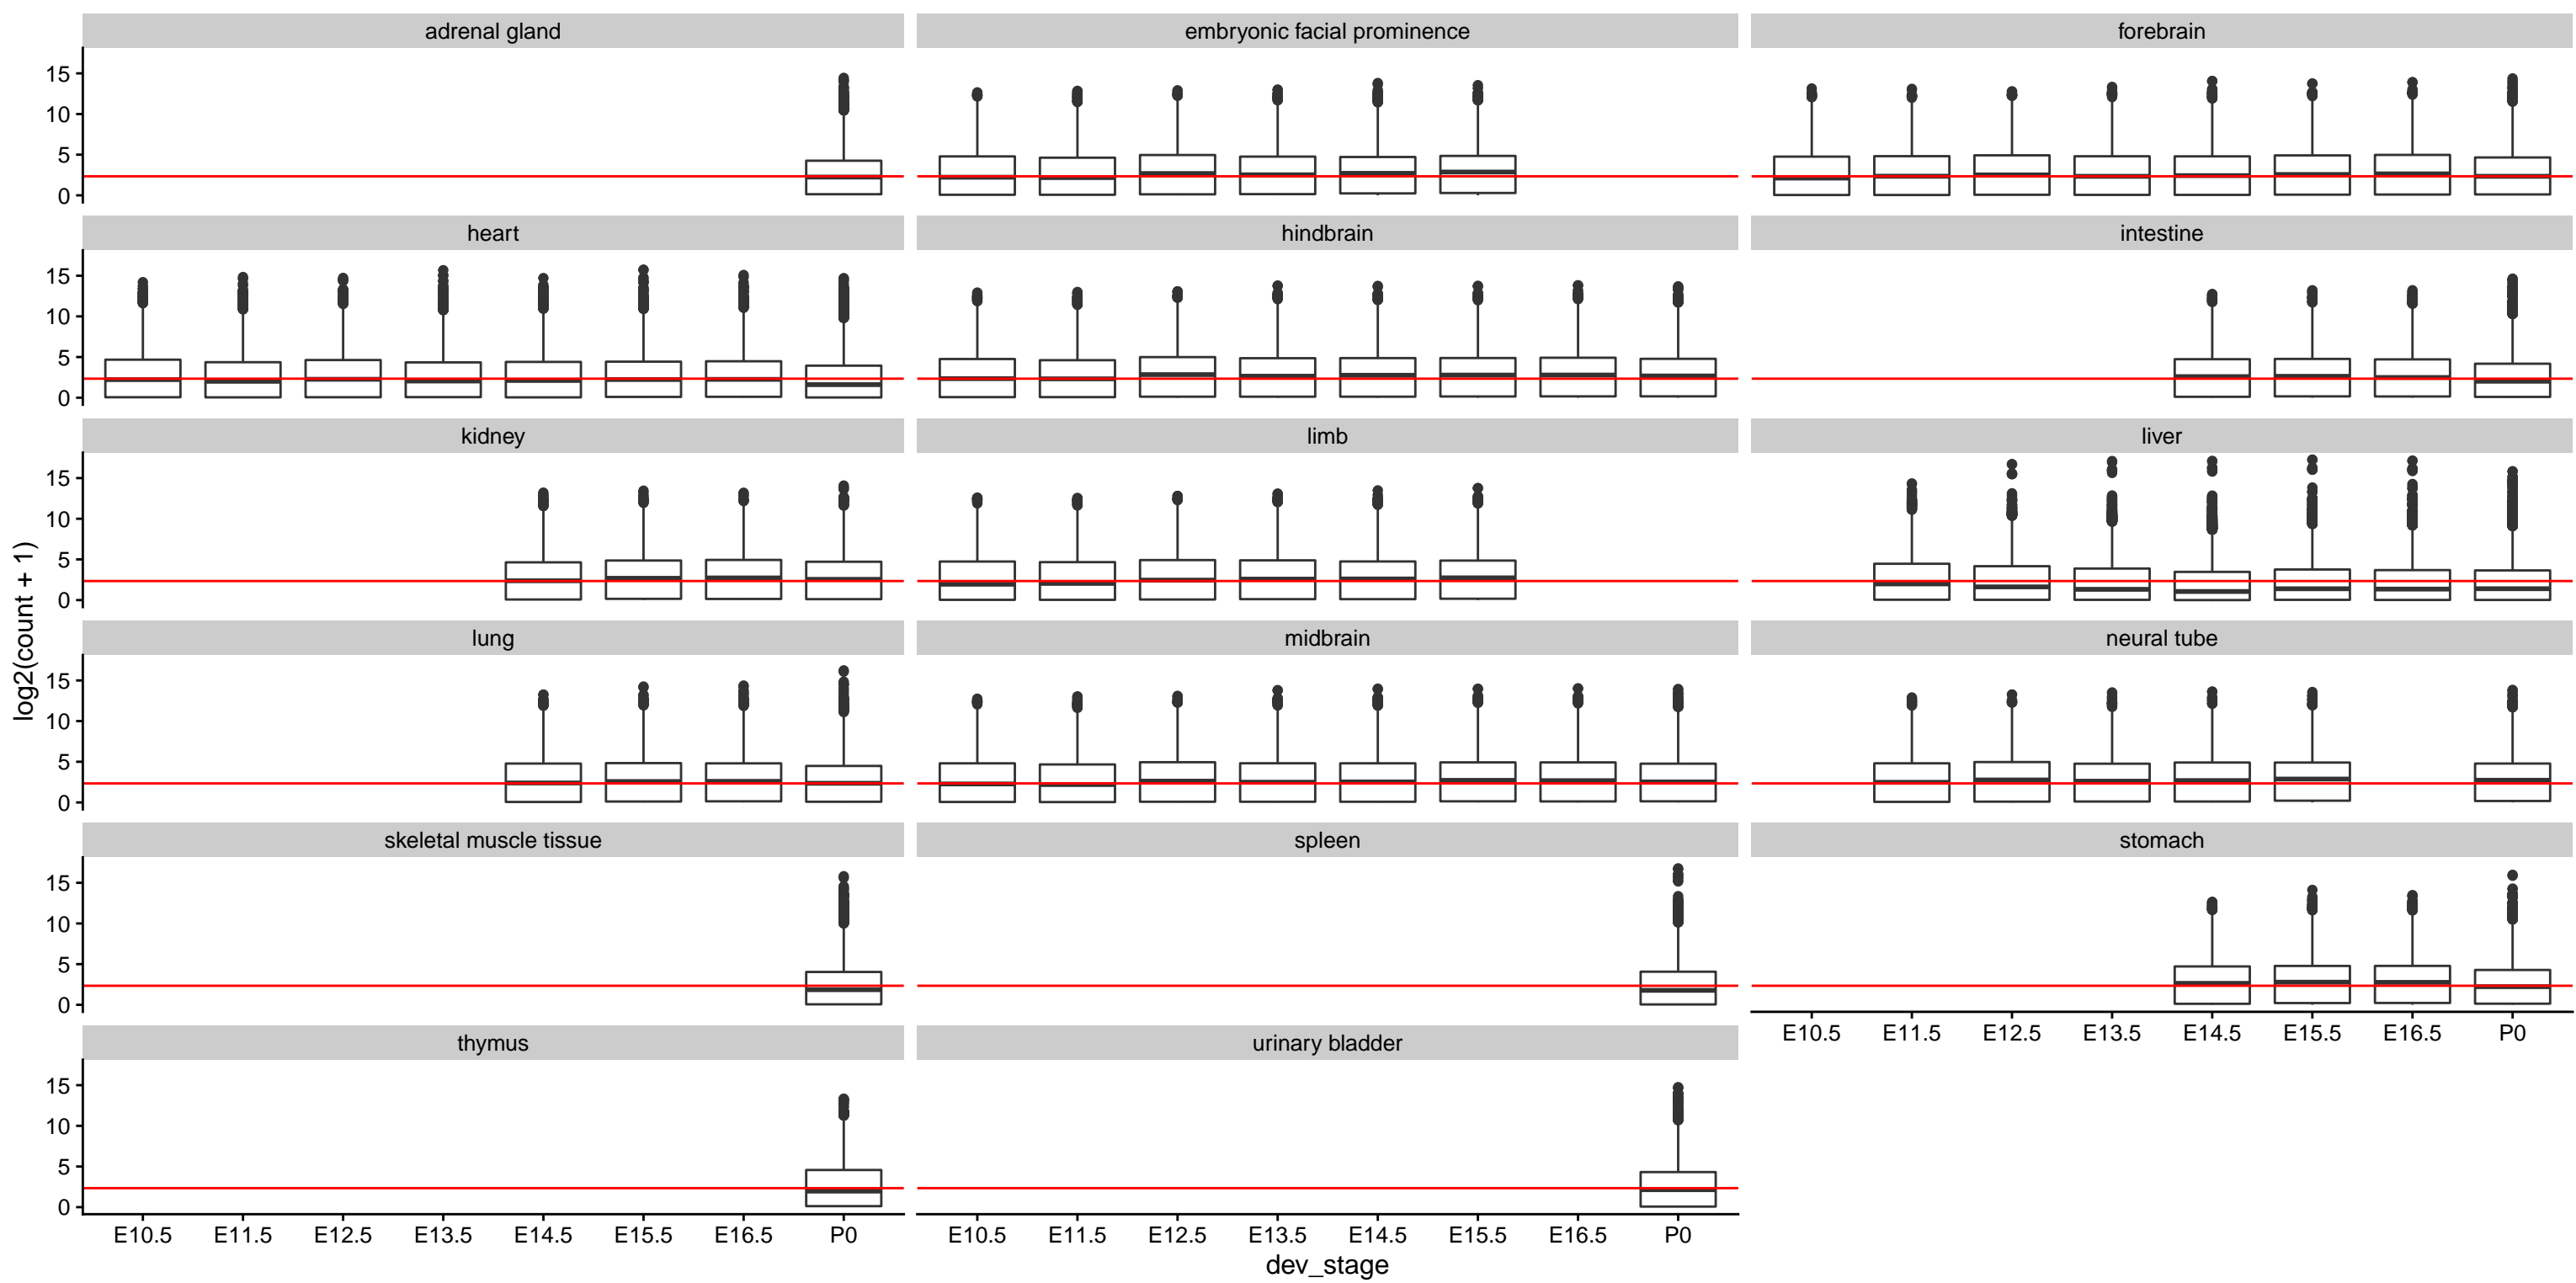 adrenal gland embryonic facial prominence forebrain
15
10
5
0
heart hindbrain intestine
15
10
5
0
kidney limb liver
15
10
5
0
log2(count + 1)
lung midbrain neural tube
15
10
5
0
skeletal muscle tissue spleen stomach
15
10
5
0
E10.5 E11.5 E12.5 E13.5 E14.5 E15.5 E16.5 P0
thymus urinary bladder
15
10
5
0
E10.5 E11.5 E12.5 E13.5 E14.5 E15.5 E16.5 P0 E10.5 E11.5 E12.5 E13.5 E14.5 E15.5 E16.5 P0
dev_stage